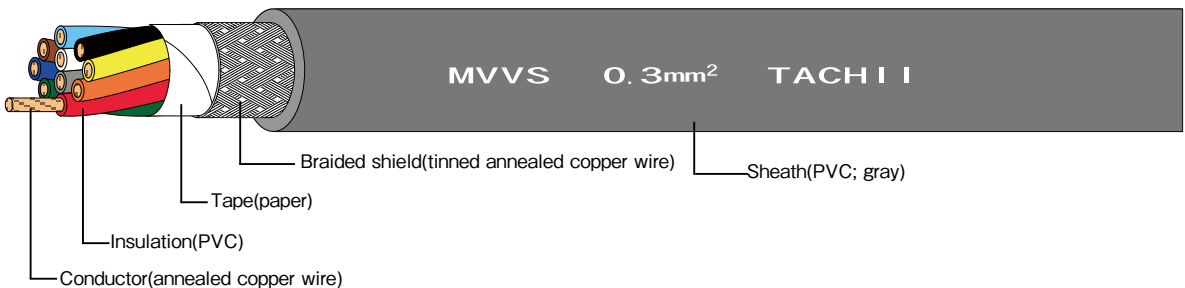 MVVS 0.3mm² TACHII
Braided shield(tinned annealed copper wire)
Sheath(PVC; gray)
Tape(paper)
Insulation(PVC)
Conductor(annealed copper wire)